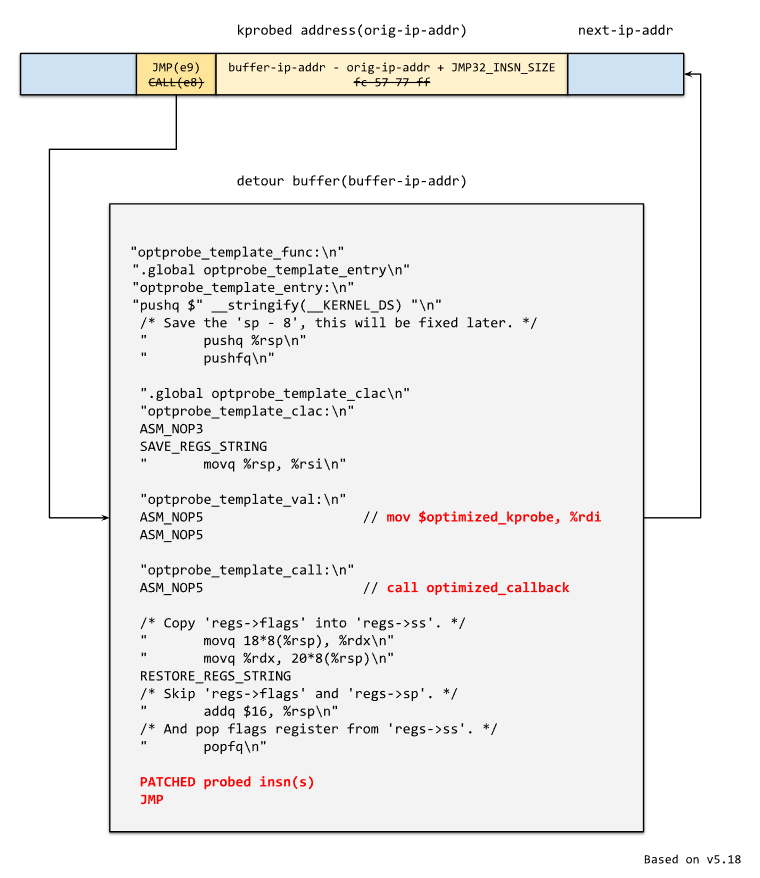 kprobed address(orig-ip-addr) next-ip-addr
JMP(e9) buffer-ip-addr - orig-ip-addr + JMP32_INSN_SIZE
CALL(e8) fc 57 77 ff
detour buffer(buffer-ip-addr)
"optprobe_template_func:\n"
".global optprobe_template_entry\n"
"optprobe_template_entry:\n"
"pushq $" __stringify(__KERNEL_DS) "\n"
/* Save the 'sp - 8', this will be fixed later. */
"       pushq %rsp\n"
"       pushfq\n"
".global optprobe_template_clac\n"
"optprobe_template_clac:\n"
ASM_NOP3
SAVE_REGS_STRING
"       movq %rsp, %rsi\n"
"optprobe_template_val:\n"
ASM_NOP5                    // mov $optimized_kprobe, %rdi
ASM_NOP5
"optprobe_template_call:\n"
ASM_NOP5                    // call optimized_callback
/* Copy 'regs->flags' into 'regs->ss'. */
"       movq 18*8(%rsp), %rdx\n"
"       movq %rdx, 20*8(%rsp)\n"
RESTORE_REGS_STRING
/* Skip 'regs->flags' and 'regs->sp'. */
"       addq $16, %rsp\n"
/* And pop flags register from 'regs->ss'. */
"       popfq\n"
PATCHED probed insn(s)
JMP
Based on v5.18